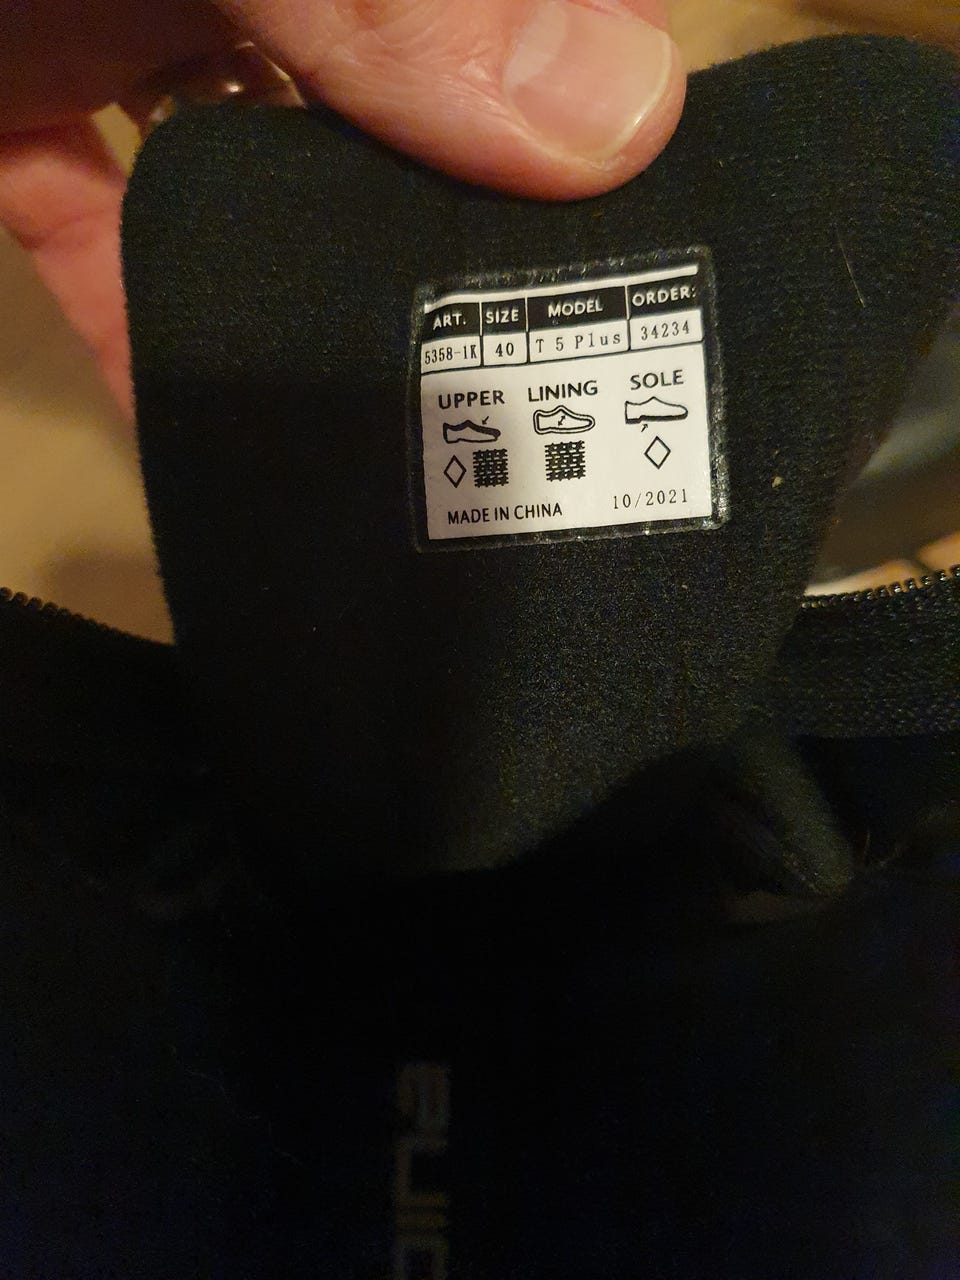 ART. SIZE MODEL ORDER:
5358-1K 40 T 5 Plus 34234
UPPER LINING SOLE
MADE IN CHINA 10/2021